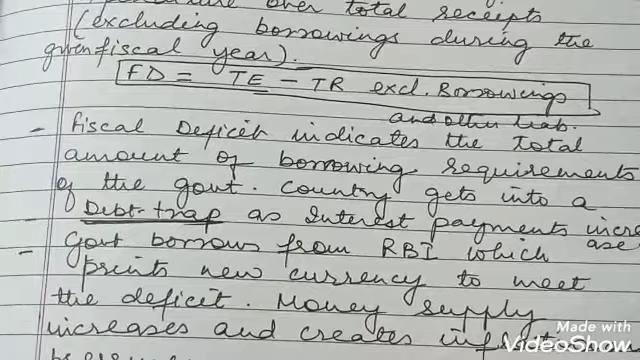 over total receipts
(excluding borrowings during the
given fiscal year).
FD = TE - TR excl. Borrowings
and other liab.
- Fiscal Deficit indicates the total
amount of borrowing requirements
of the govt. Country gets into a
- Debt-trap as interest payments increase
- Govt borrows from RBI which
prints new currency to meet
the deficit. Money supply
increases and creates
Made with
VideoShow